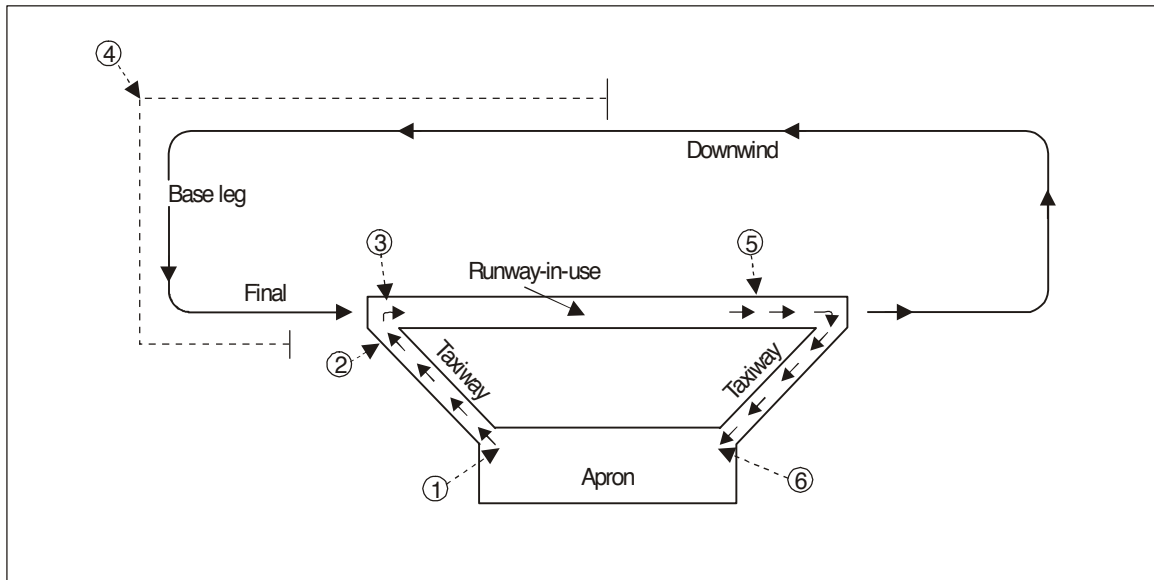 ④
Downwind
Base leg
③
⑤
Runway-in-use
Final
②
Taxiway
Taxiway
①
Apron
⑥